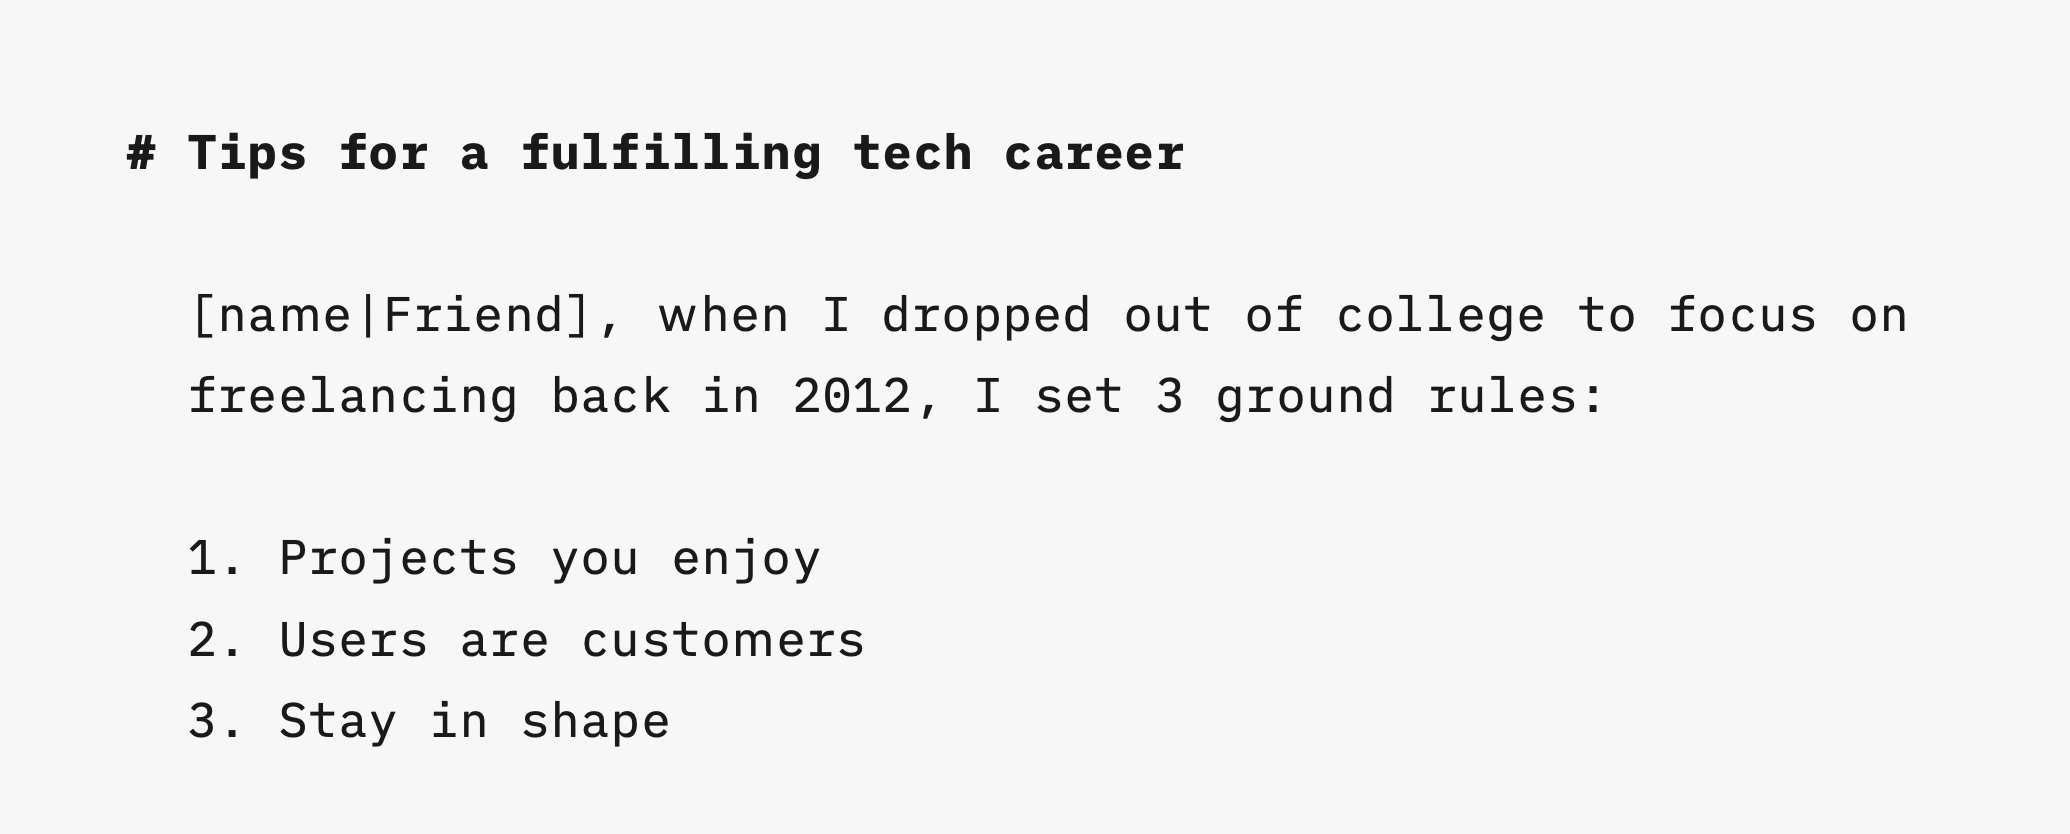 # Tips for a fulfilling tech career
[name|Friend], when I dropped out of college to focus on
freelancing back in 2012, I set 3 ground rules:
1. Projects you enjoy
2. Users are customers
3. Stay in shape